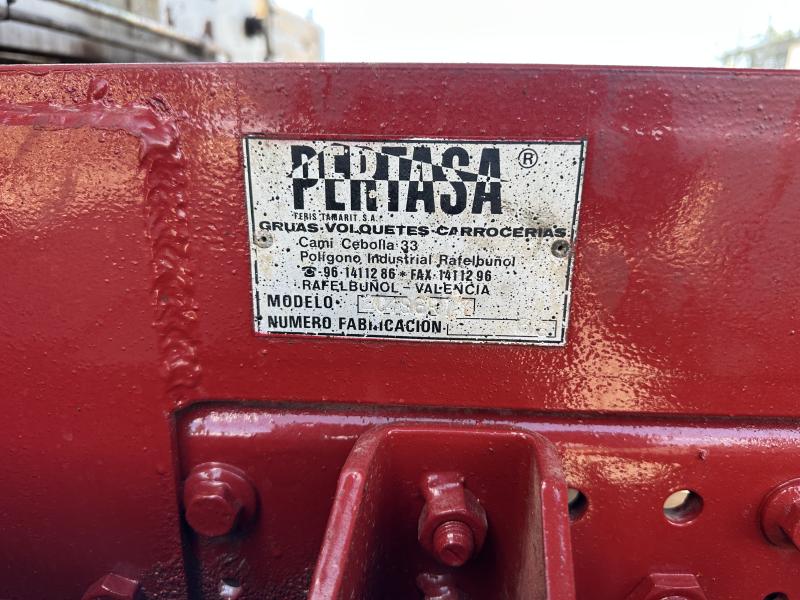 PERTASA ®
FERIS TAMARIT, S.A.
GRUAS-VOLQUETES-CARROCERIAS
Cami Cebolla 33
Polígono Industrial Rafelbuñol
☎-96-1411286 * FAX-1411296
RAFELBUÑOL - VALENCIA
MODELO
NUMERO FABRICACION